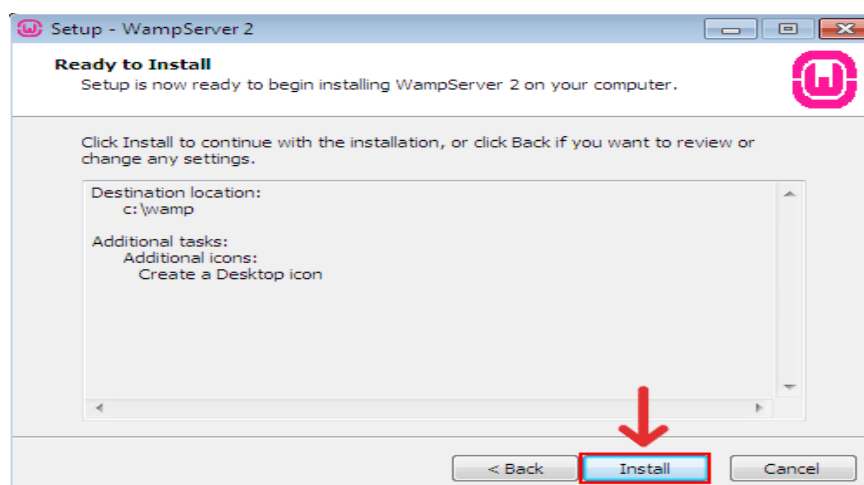 Setup - WampServer 2
Ready to Install
Setup is now ready to begin installing WampServer 2 on your computer.
Click Install to continue with the installation, or click Back if you want to review or
change any settings.
Destination location:
c:\wamp
Additional tasks:
Additional icons:
Create a Desktop icon
< Back
Install
Cancel